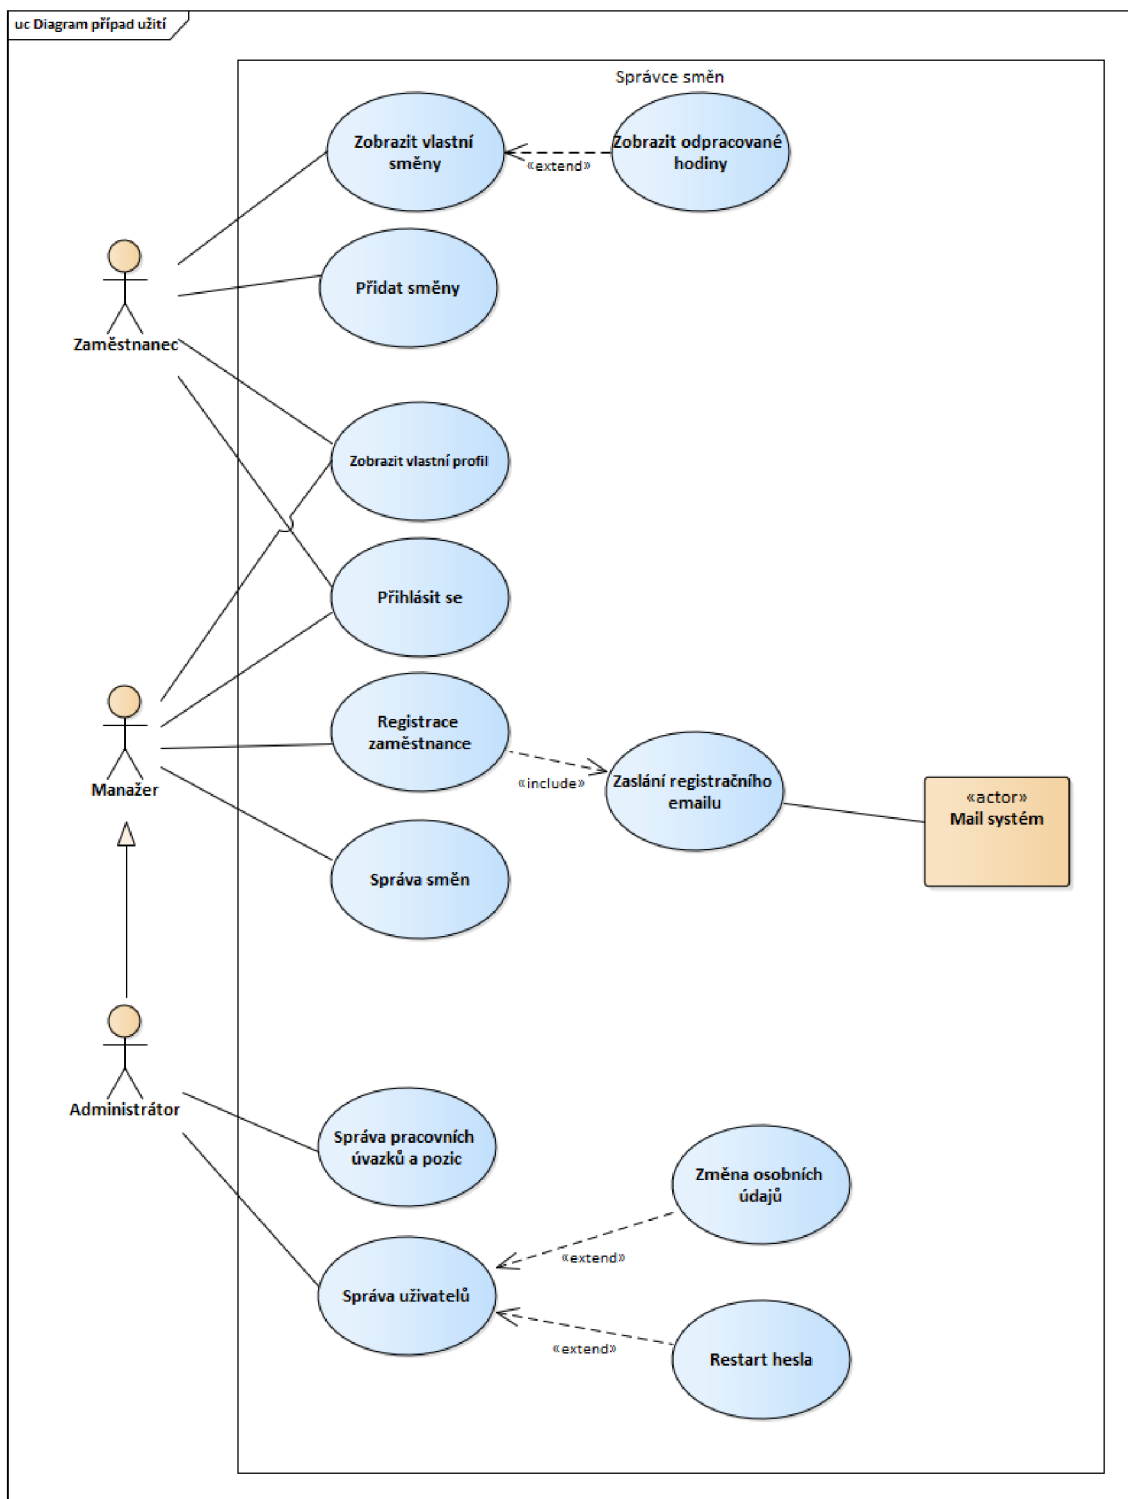 uc Diagram případ užití
Správce směn
Zobrazit vlastní
směny
«extend»
Zobrazit odpracované
hodiny
Přidat směny
Zaměstnanec
Zobrazit vlastní profil
Přihlásit se
Registrace
zaměstnance
«include»
Zaslání registračního
emailu
«actor»
Mail systém
Manažer
Správa směn
Administrátor
Správa pracovních
úvazků a pozic
Změna osobních
údajů
«extend»
Správa uživatelů
«extend»
Restart hesla